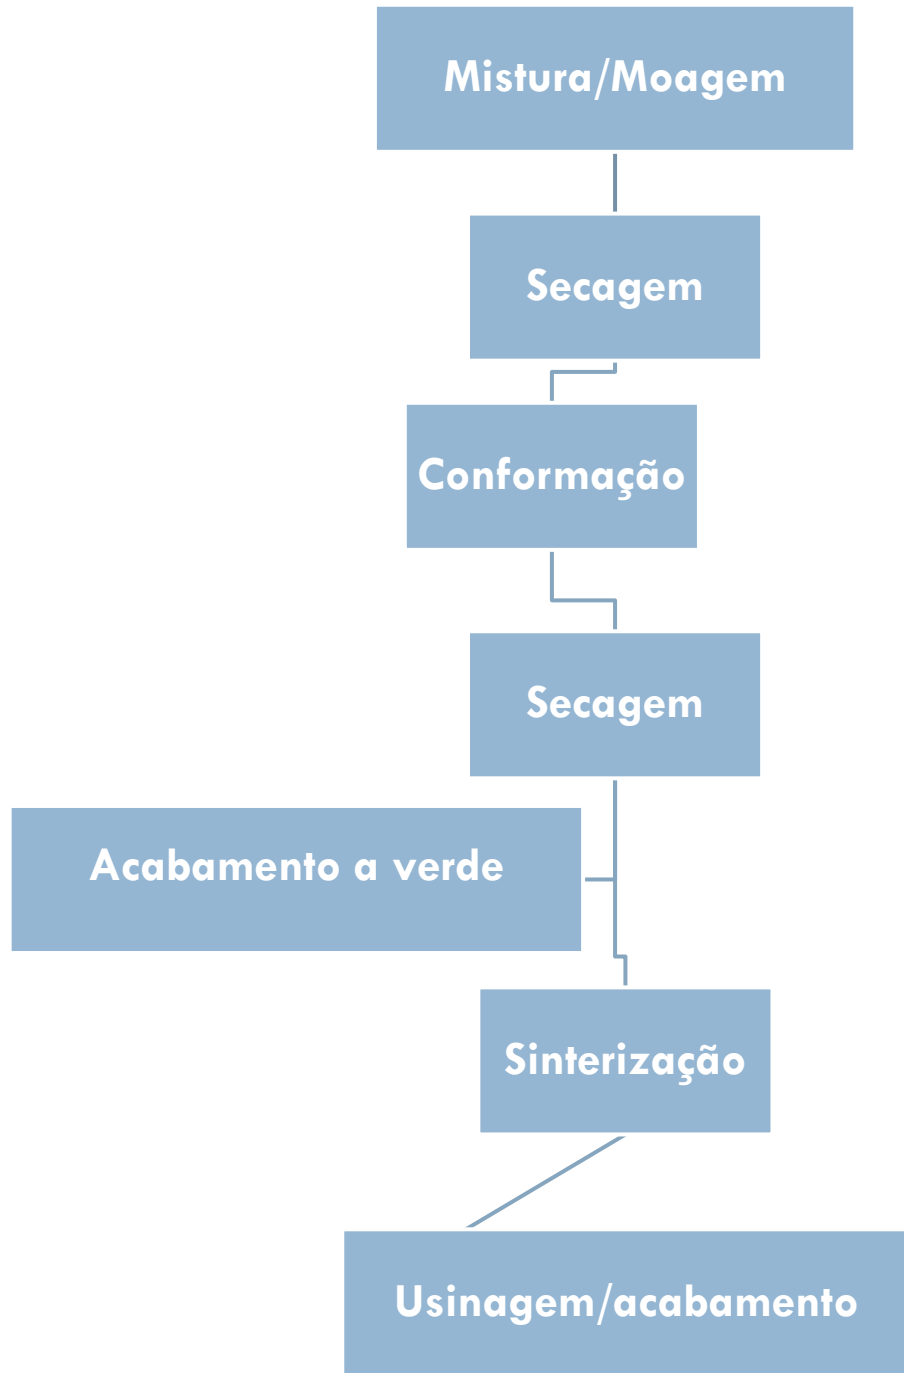 Mistura/Moagem
Secagem
Conformação
Secagem
Acabamento a verde
Sinterização
Usinagem/acabamento